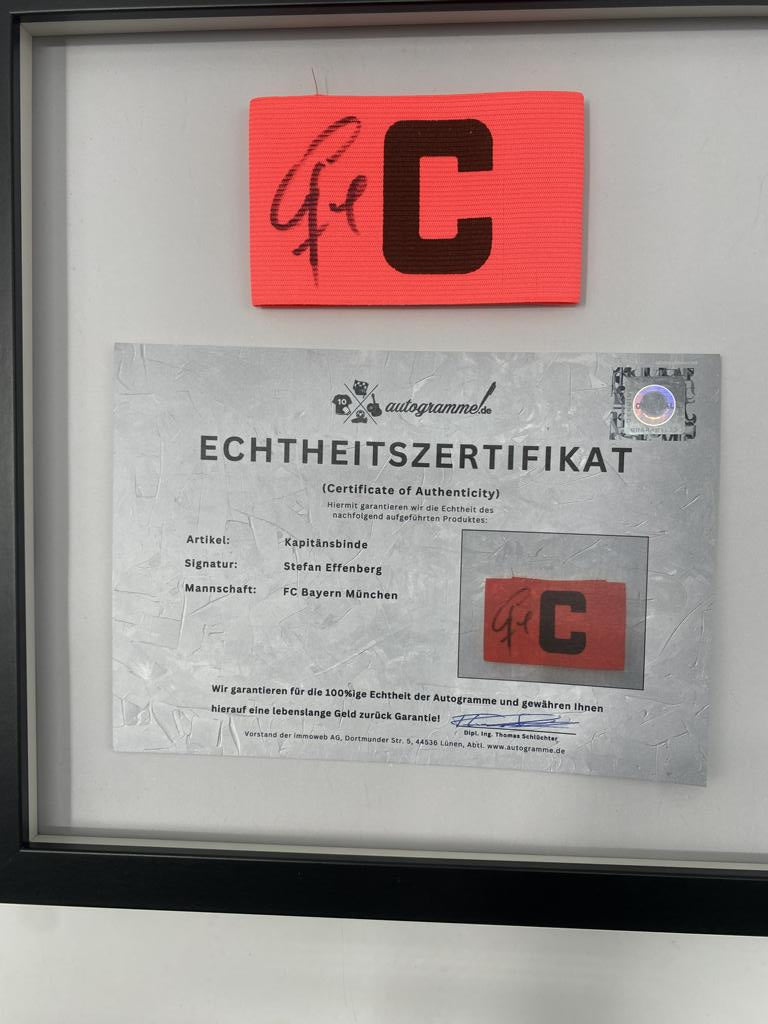 C
10
autogramme.de
ECHTHEITSZERTIFIKAT
(Certificate of Authenticity)
Hiermit garantieren wir die Echtheit des
nachfolgend aufgeführten Produktes:
Artikel: Kapitänsbinde
Signatur: Stefan Effenberg
Mannschaft: FC Bayern München
C
Wir garantieren für die 100%ige Echtheit der Autogramme und gewähren Ihnen
hierauf eine lebenslange Geld zurück Garantie!
Dipl. Ing. Thomas Schlüchter
Vorstand der Immoweb AG, Dortmunder Str. 5, 44536 Lünen, Abtl. www.autogramme.de